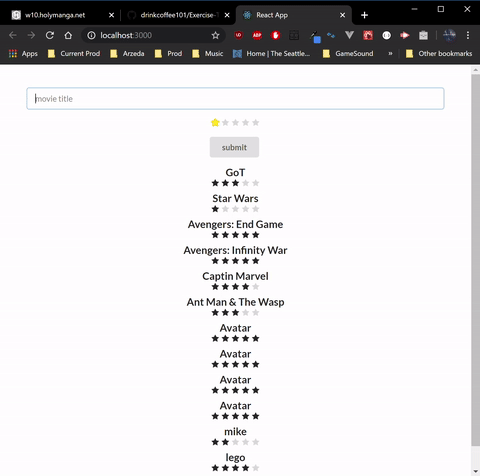 w10.holymanga.net
drinkcoffee101/Exercise-T
React App
localhost:3000
Apps
Current Prod
Arzeda
Prod
Music
Home | The Seattle...
GameSound
»
Other bookmarks
movie title
submit
GoT
Star Wars
Avengers: End Game
Avengers: Infinity War
Captin Marvel
Ant Man & The Wasp
Avatar
Avatar
Avatar
Avatar
mike
lego